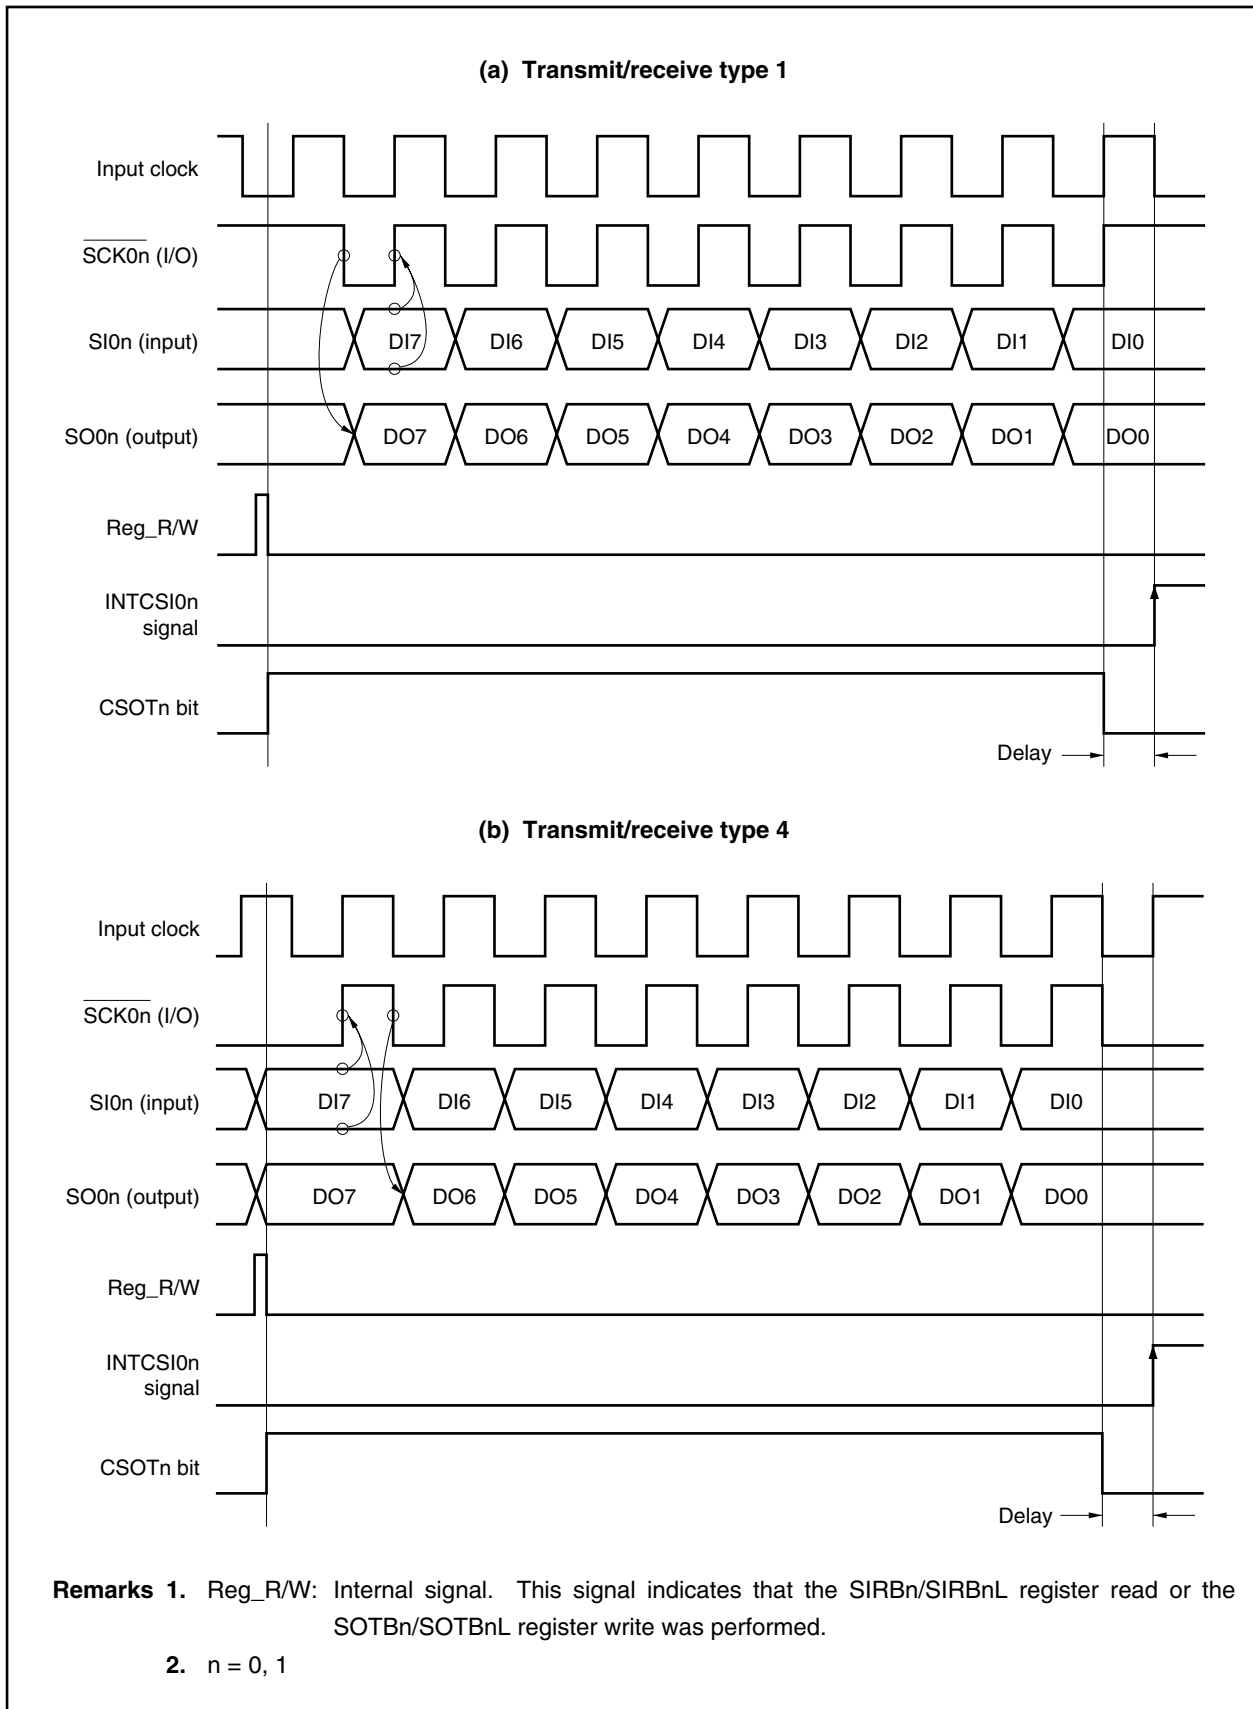 (a) Transmit/receive type 1
Input clock
SCK0n (I/O)
SI0n (input)
DI7 DI6 DI5 DI4 DI3 DI2 DI1 DI0
SO0n (output)
DO7 DO6 DO5 DO4 DO3 DO2 DO1 DO0
Reg_R/W
INTCSI0n
signal
CSOTn bit
Delay
(b) Transmit/receive type 4
Input clock
SCK0n (I/O)
SI0n (input)
DI7 DI6 DI5 DI4 DI3 DI2 DI1 DI0
SO0n (output)
DO7 DO6 DO5 DO4 DO3 DO2 DO1 DO0
Reg_R/W
INTCSI0n
signal
CSOTn bit
Delay
Remarks 1. Reg_R/W: Internal signal. This signal indicates that the SIRBn/SIRBnL register read or the
SOTBn/SOTBnL register write was performed.
2. n = 0, 1